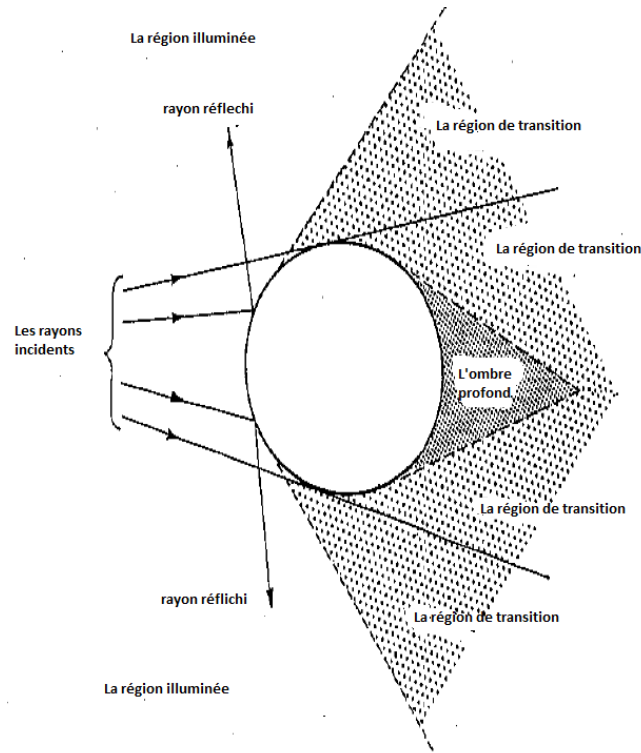 La région illuminée
rayon réflechi
La région de transition
La région de transition
Les rayons
incidents
L'ombre
profond
La région de transition
rayon réflichi
La région de transition
La région illuminée